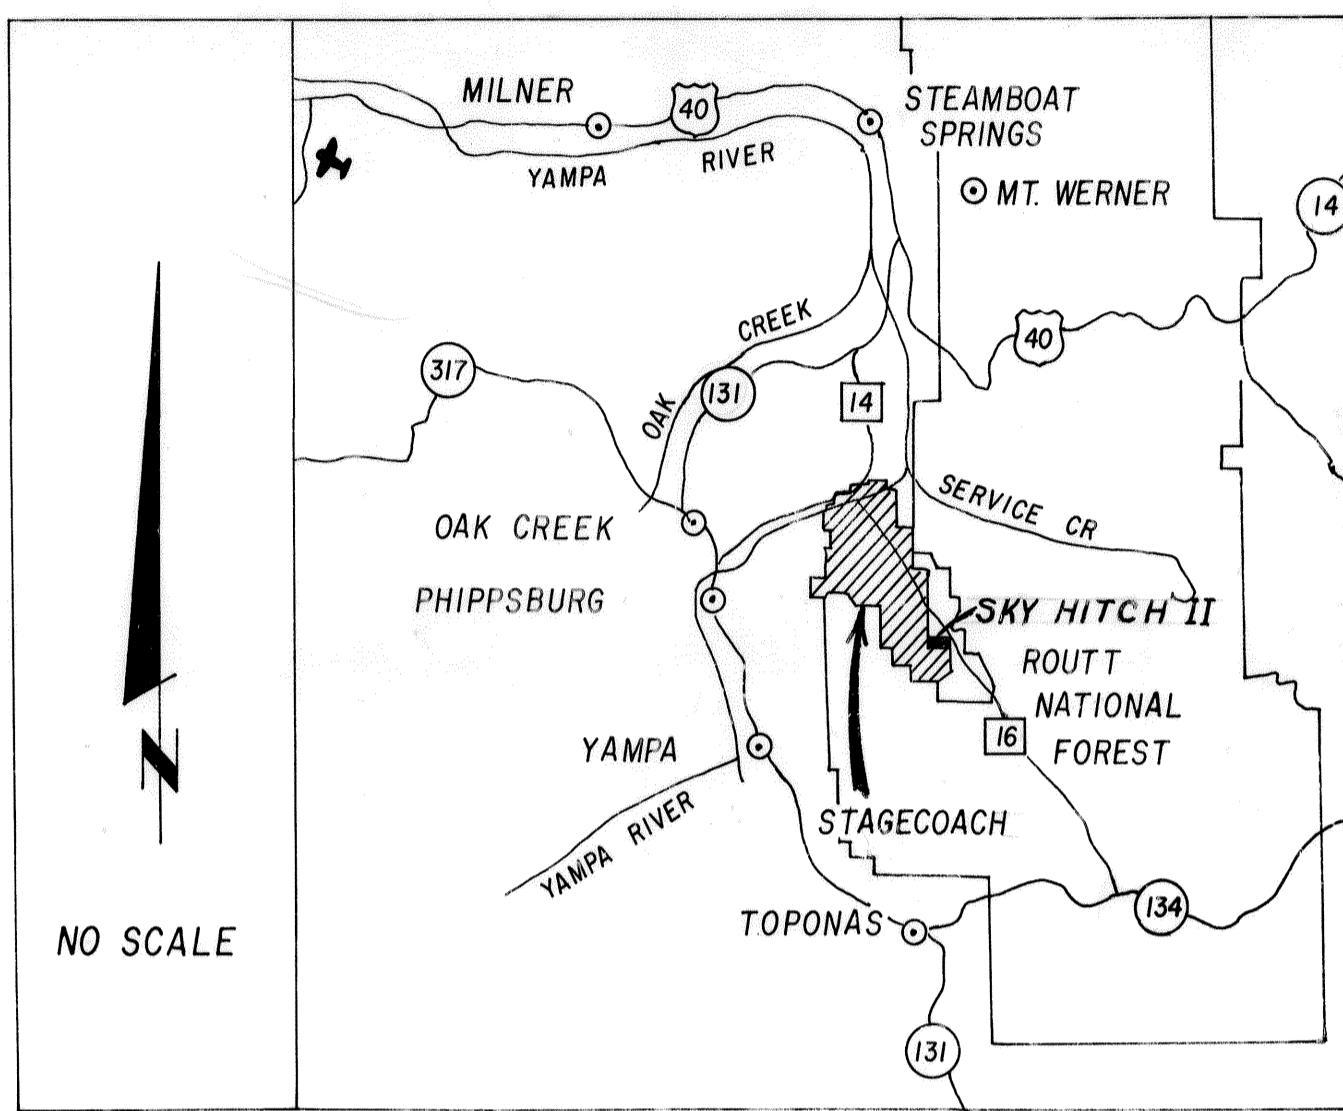 MILNER
40
STEAMBOAT
SPRINGS
YAMPA RIVER
MT. WERNER
14
OAK CREEK
40
317
131
14
SERVICE CR
OAK CREEK
PHIPPSBURG
SKY HITCH II
ROUTT
NATIONAL
FOREST
16
YAMPA
N
YAMPA RIVER
STAGECOACH
TOPONAS
134
NO SCALE
131